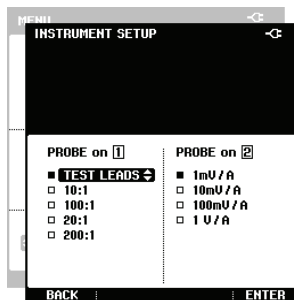 MENU
INSTRUMENT SETUP
PROBE on 1 PROBE on 2
TEST LEADS 1mV/A
10:1 10mV/A
100:1 100mV/A
20:1 1 V/A
200:1
BACK ENTER